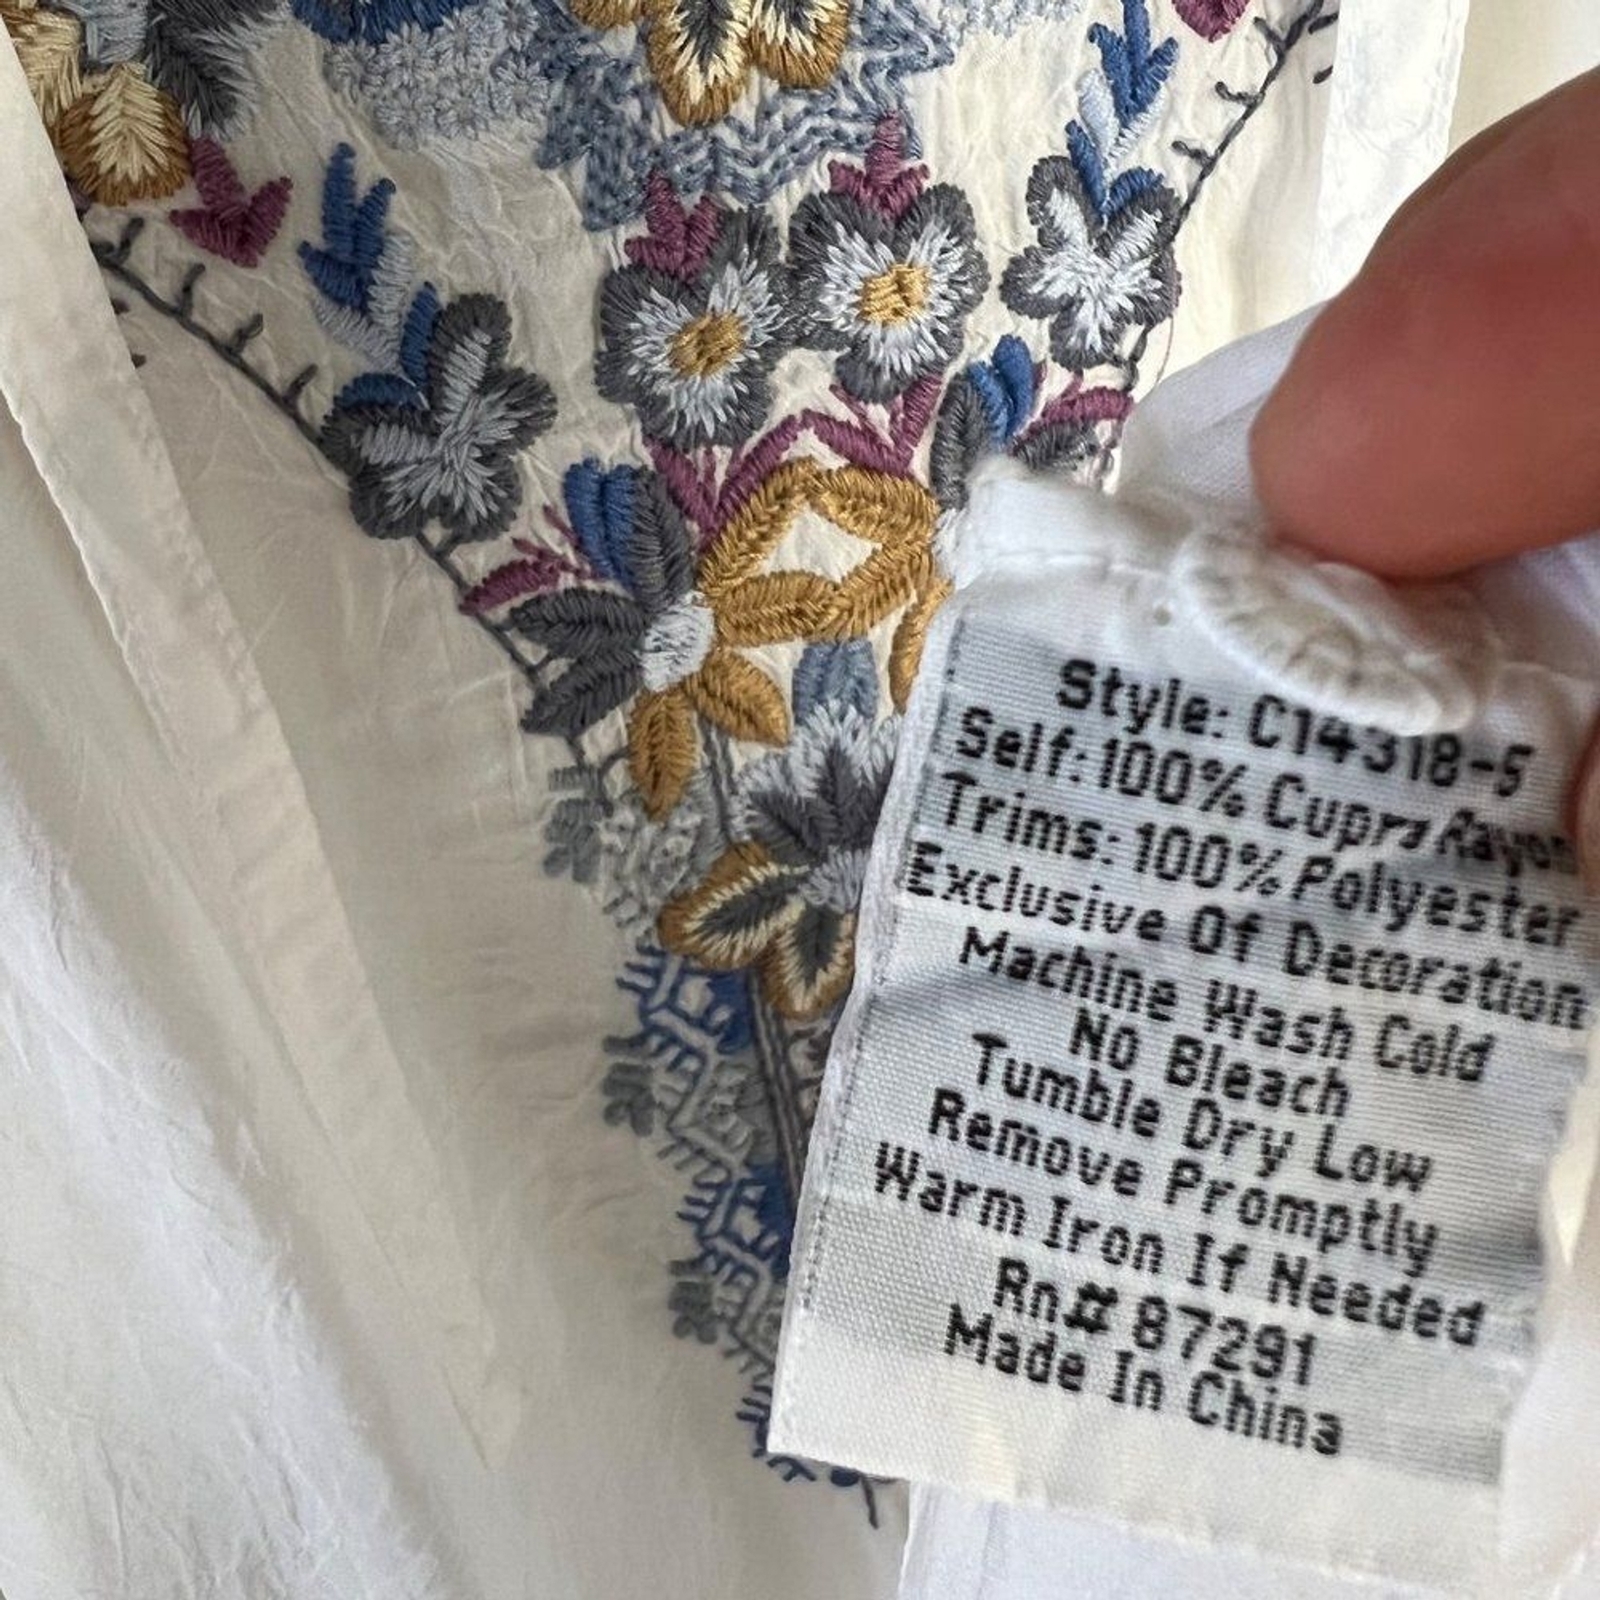 Style: C14318-5
Self: 100% Cupra Rayon
Trims: 100% Polyester
Exclusive Of Decoration
Machine Wash Cold
No Bleach
Tumble Dry Low
Remove Promptly
Warm Iron If Needed
Rn# 87291
Made In China